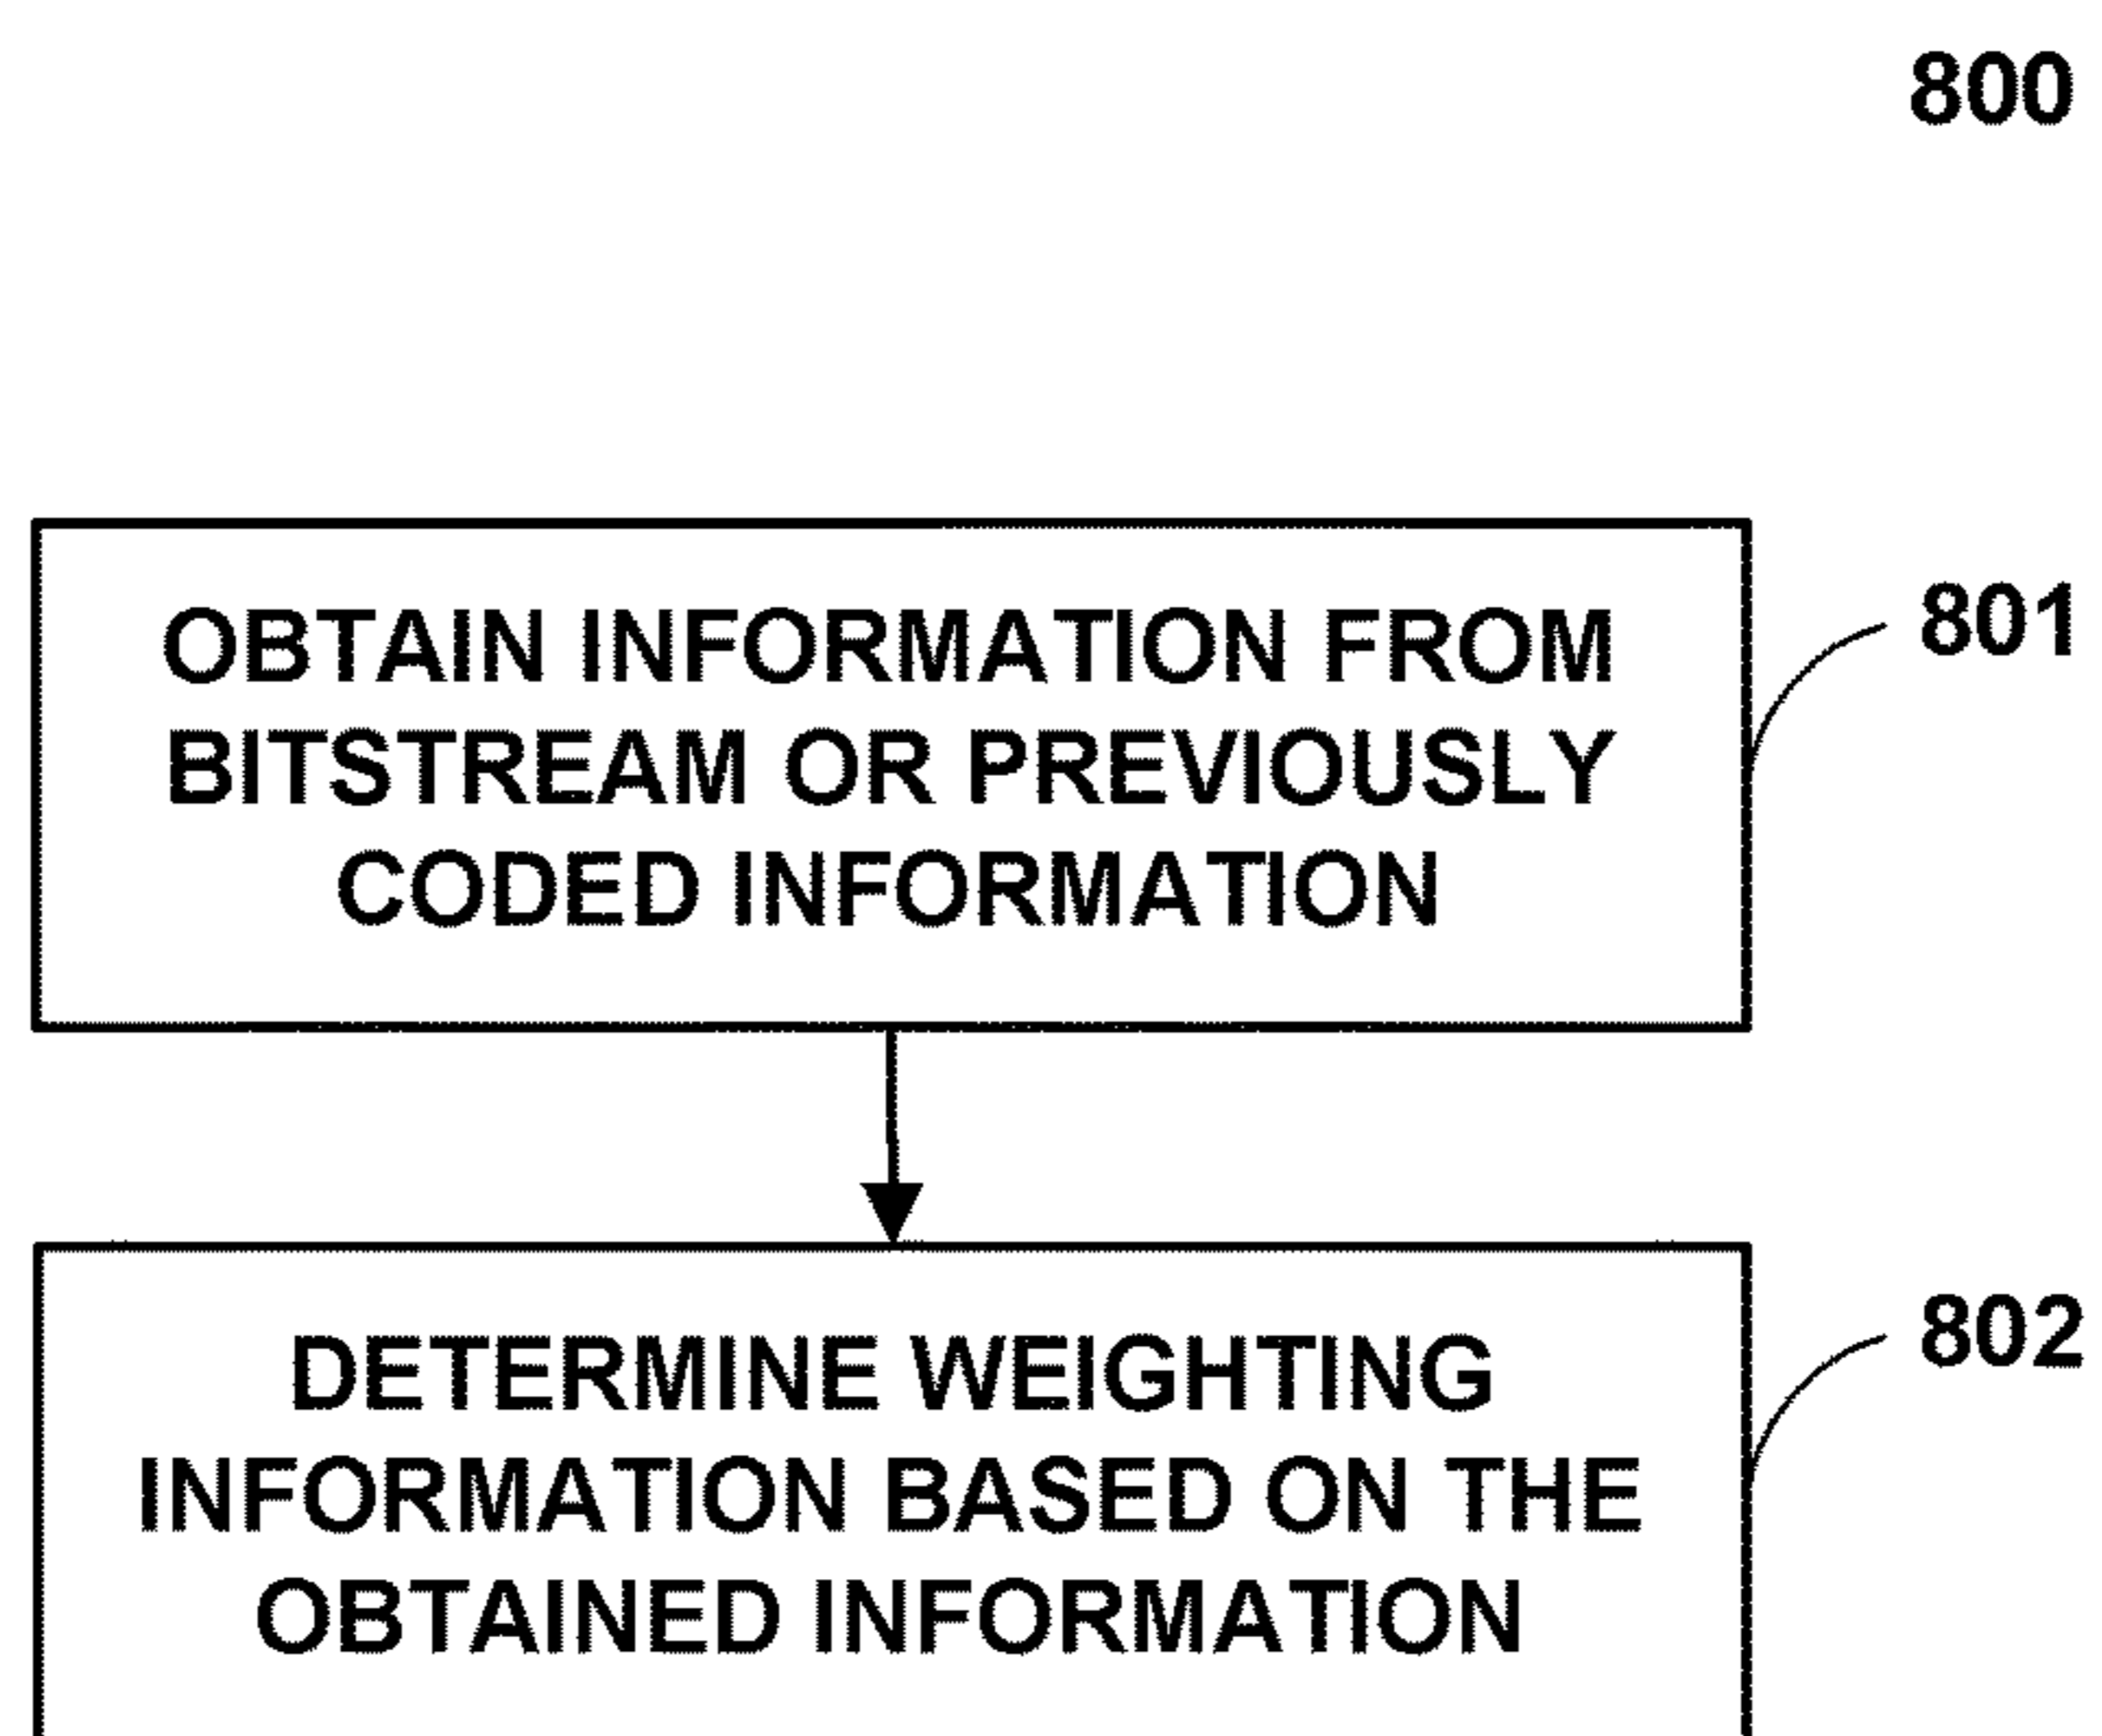 800
OBTAIN INFORMATION FROM
BITSTREAM OR PREVIOUSLY
CODED INFORMATION
801
DETERMINE WEIGHTING
INFORMATION BASED ON THE
OBTAINED INFORMATION
802